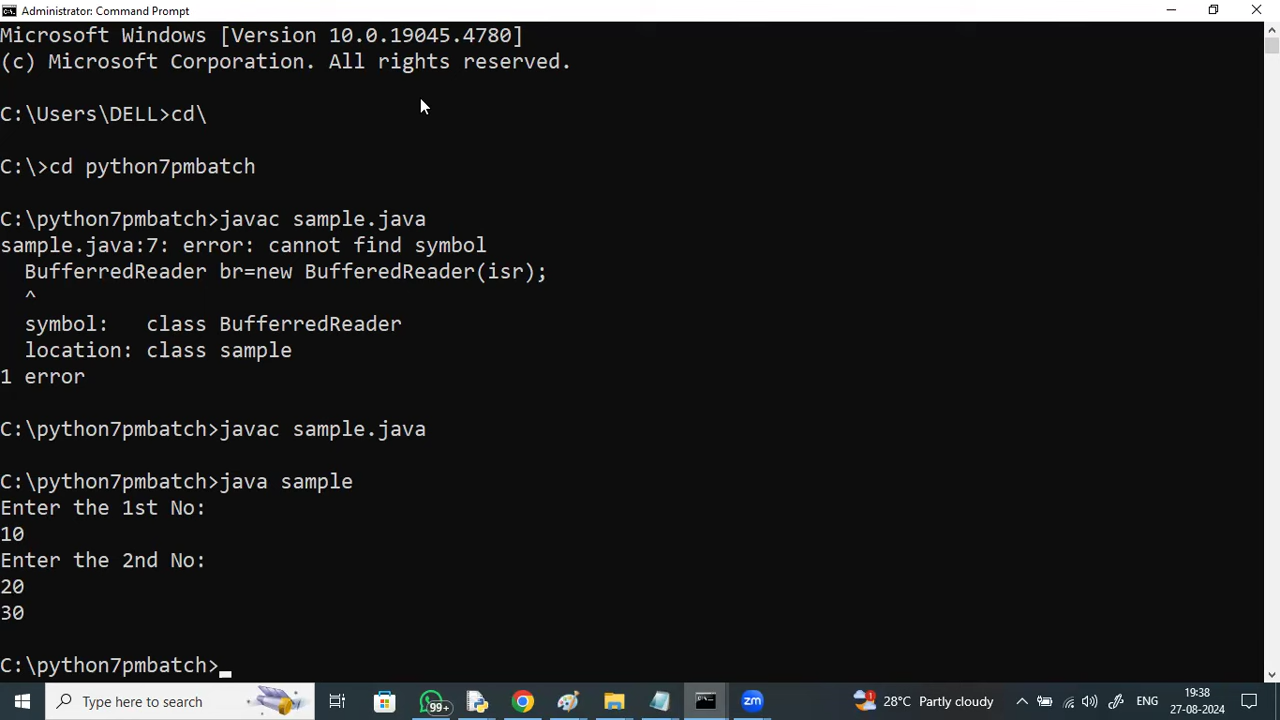 Administrator: Command Prompt
Microsoft Windows [Version 10.0.19045.4780]
(c) Microsoft Corporation. All rights reserved.
C:\Users\DELL>cd\
C:\>cd python7pmbatch
C:\python7pmbatch>javac sample.java
sample.java:7: error: cannot find symbol
BufferredReader br=new BufferedReader(isr);
^
symbol: class BufferredReader
location: class sample
1 error
C:\python7pmbatch>javac sample.java
C:\python7pmbatch>java sample
Enter the 1st No:
10
Enter the 2nd No:
20
30
C:\python7pmbatch>
Type here to search
99+
zm
1
28°C Partly cloudy
ENG
19:38
27-08-2024